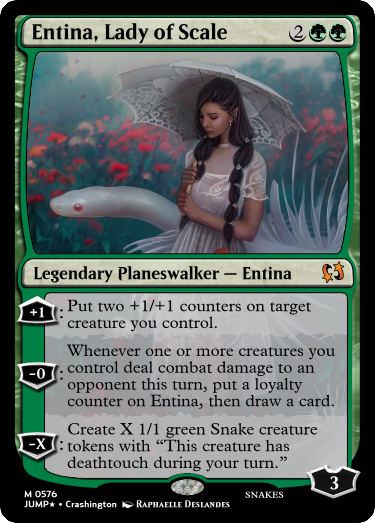 Entina, Lady of Scale 2
Legendary Planeswalker — Entina
+1: Put two +1/+1 counters on target
creature you control.
Whenever one or more creatures you
control deal combat damage to an
-0: opponent this turn, put a loyalty
counter on Entina, then draw a card.
Create X 1/1 green Snake creature
-X: tokens with “This creature has
deathtouch during your turn.”
3
M 0576 SNAKES
JUMP★ • Crashington Raphaelle Deslandes